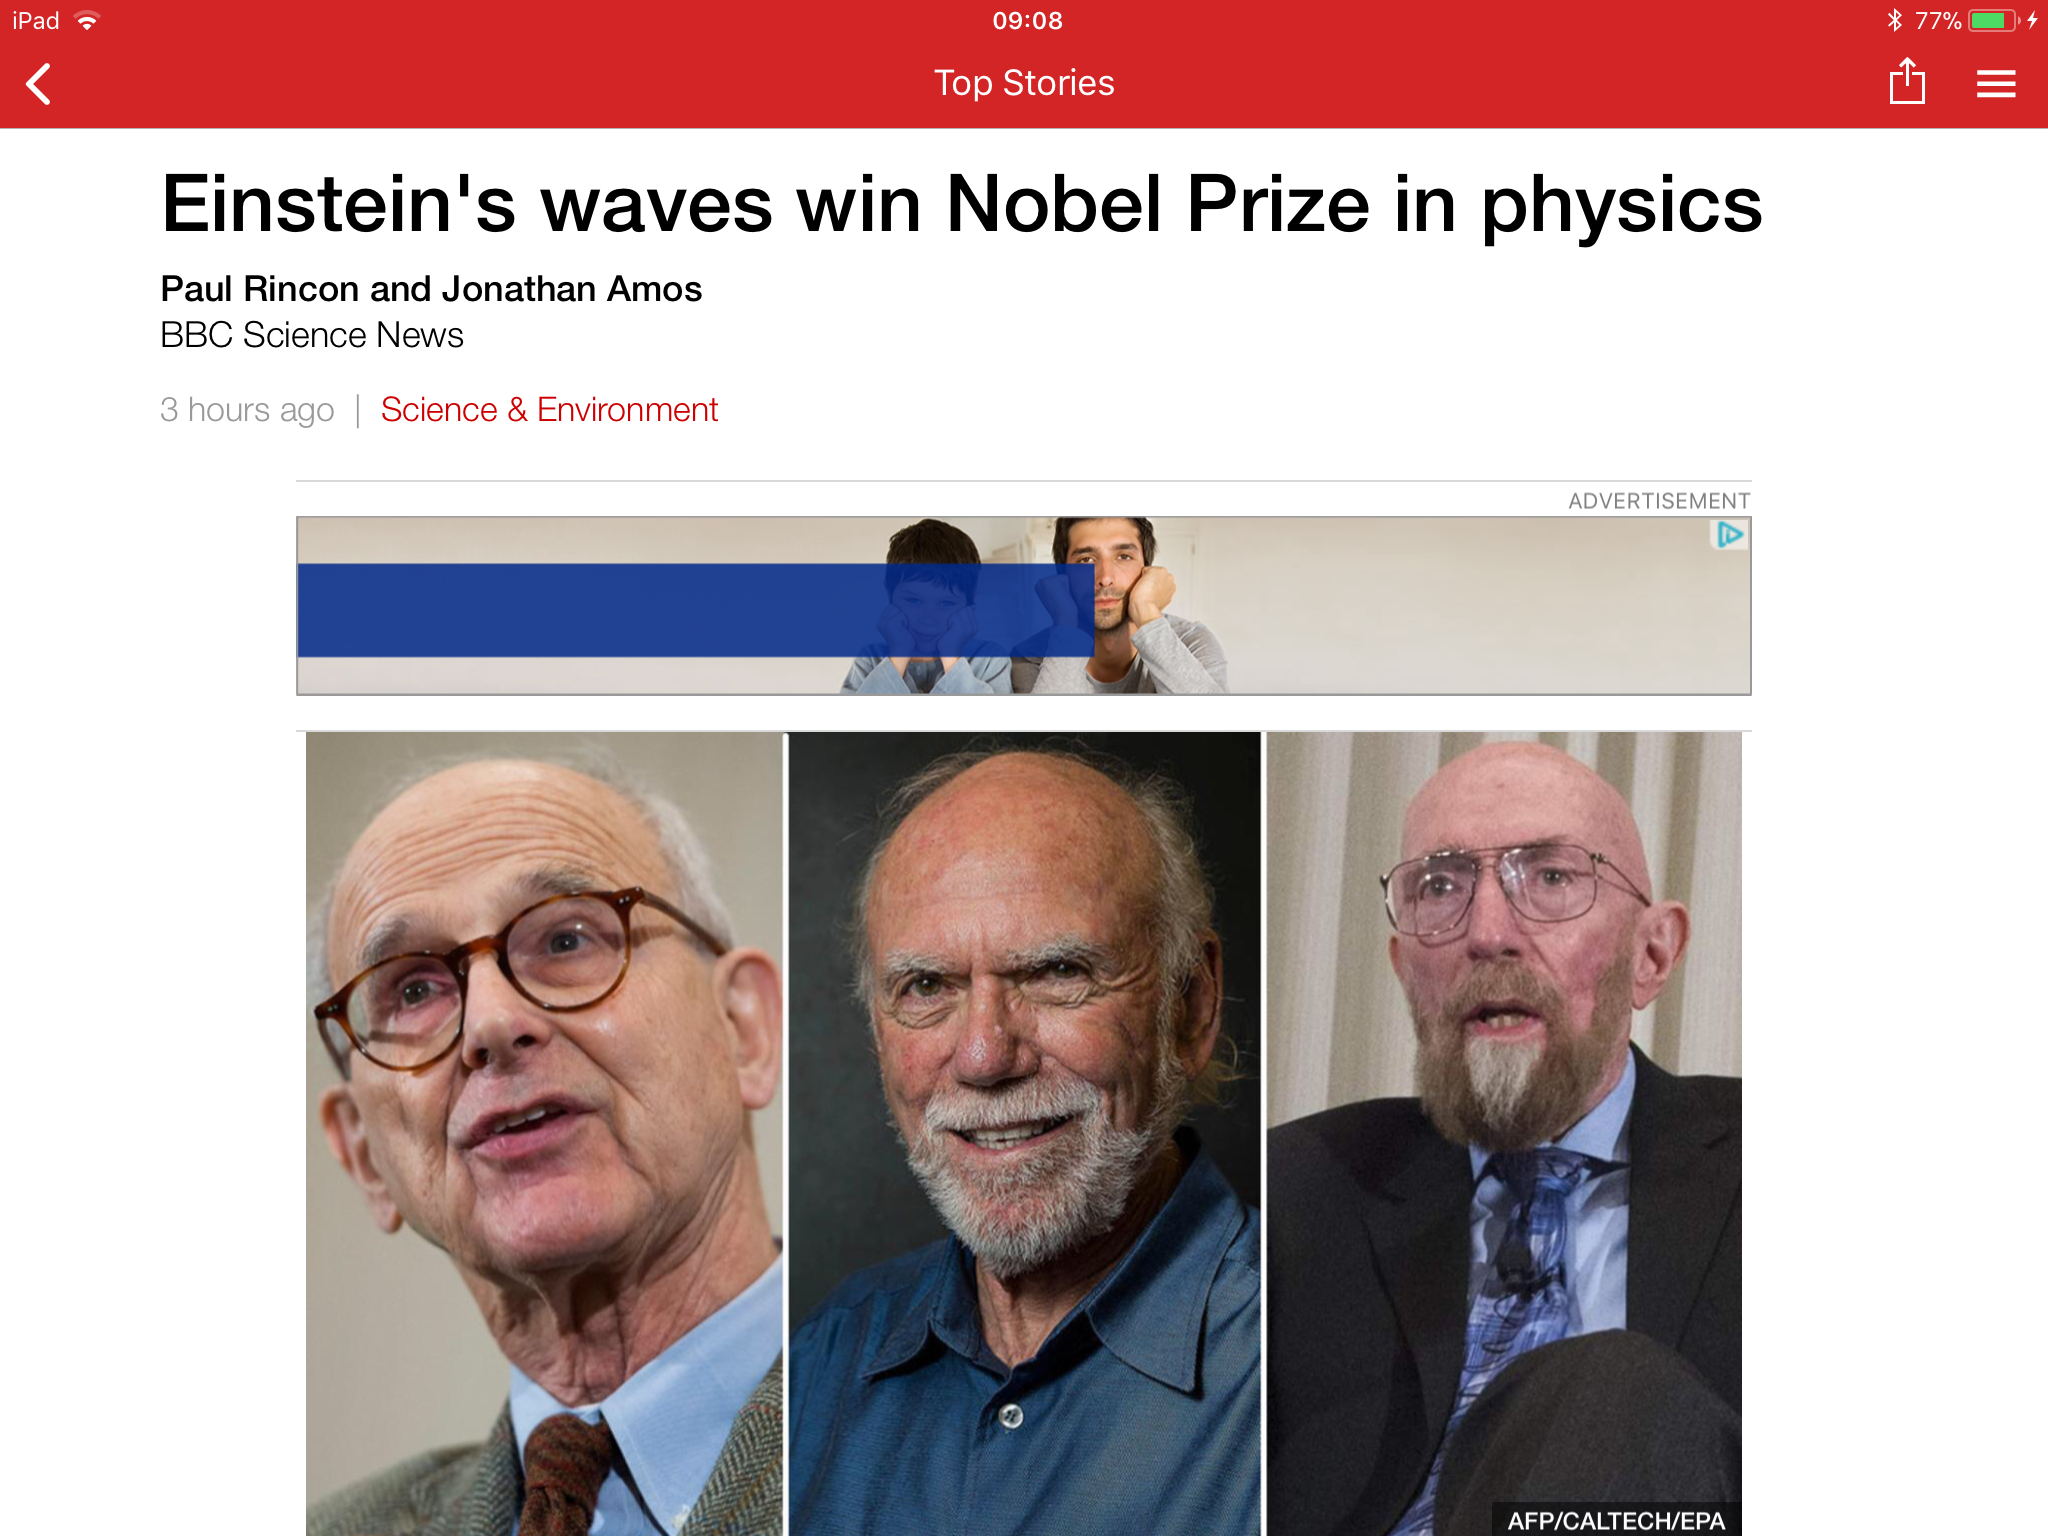 iPad 09:08 77%
Top Stories
Einstein's waves win Nobel Prize in physics
Paul Rincon and Jonathan Amos
BBC Science News
3 hours ago | Science & Environment
ADVERTISEMENT
AFP/CALTECH/EPA